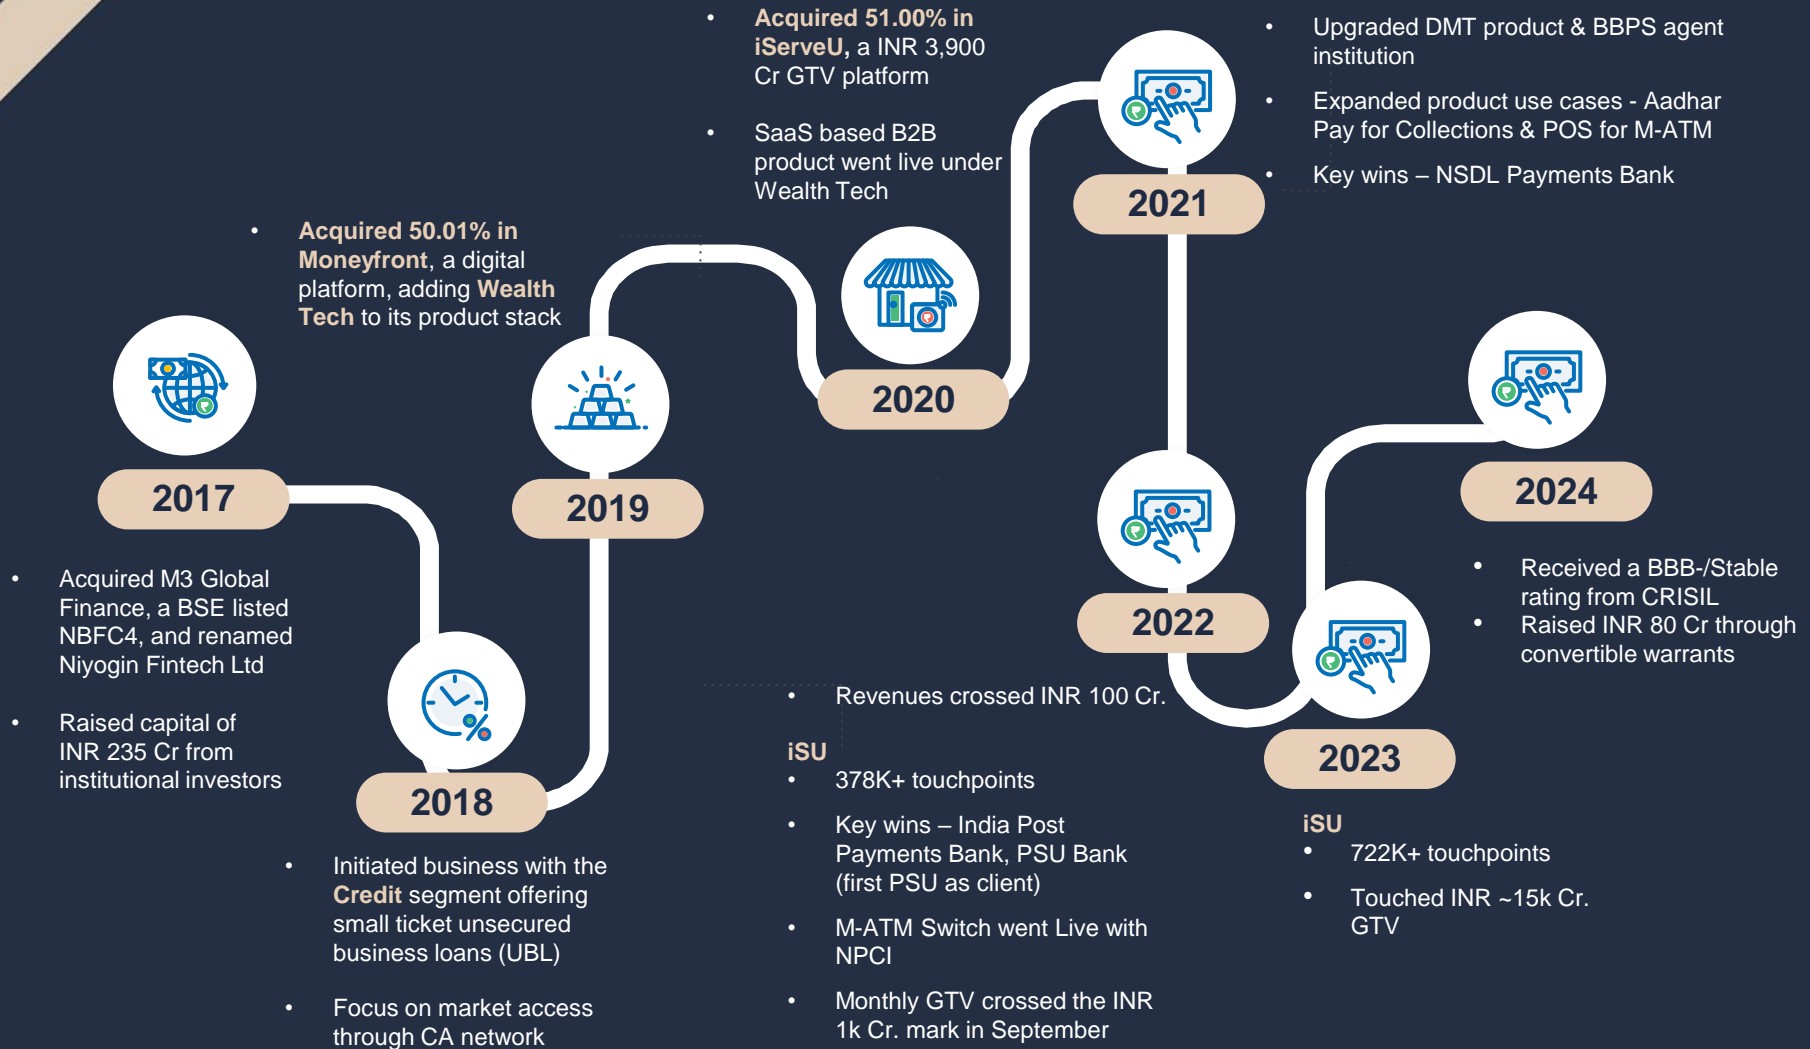 2017
• Acquired M3 Global
Finance, a BSE listed
NBFC4, and renamed
Niyogin Fintech Ltd
• Raised capital of
INR 235 Cr from
institutional investors
2018
• Initiated business with the
Credit segment offering
small ticket unsecured
business loans (UBL)
• Focus on market access
through CA network
• Acquired 50.01% in
Moneyfront, a digital
platform, adding Wealth
Tech to its product stack
2019
• Acquired 51.00% in
iServeU, a INR 3,900
Cr GTV platform
• SaaS based B2B
product went live under
Wealth Tech
2020
2021
• Upgraded DMT product & BBPS agent
institution
• Expanded product use cases - Aadhar
Pay for Collections & POS for M-ATM
• Key wins – NSDL Payments Bank
2022
• Revenues crossed INR 100 Cr.
iSU
• 378K+ touchpoints
• Key wins – India Post
Payments Bank, PSU Bank
(first PSU as client)
• M-ATM Switch went Live with
NPCI
• Monthly GTV crossed the INR
1k Cr. mark in September
2023
iSU
• 722K+ touchpoints
• Touched INR ~15k Cr.
GTV
2024
• Received a BBB-/Stable
rating from CRISIL
• Raised INR 80 Cr through
convertible warrants